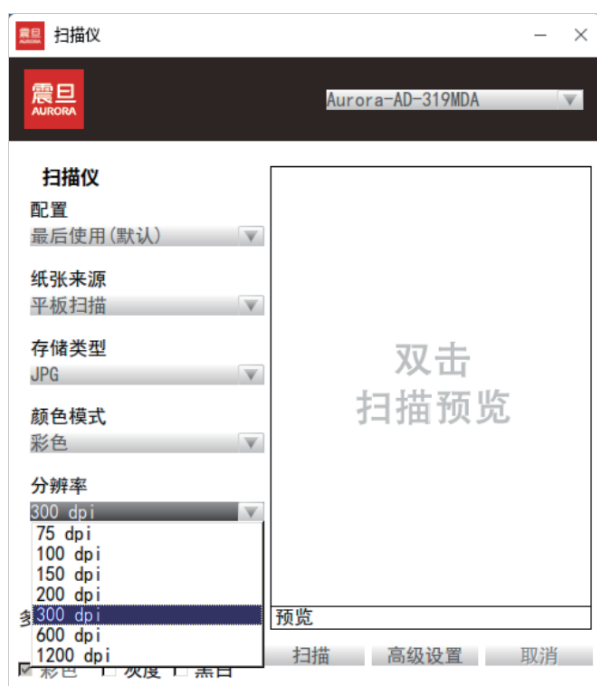 震旦
AURORA
扫描仪
震旦
AURORA
Aurora-AD-319MDA
扫描仪
配置
最后使用(默认)
纸张来源
平板扫描
存储类型
JPG
颜色模式
彩色
分辨率
300 dpi
75 dpi
100 dpi
150 dpi
200 dpi
300 dpi
600 dpi
1200 dpi
双击
扫描预览
预览
彩色 灰度 黑白
扫描 高级设置 取消